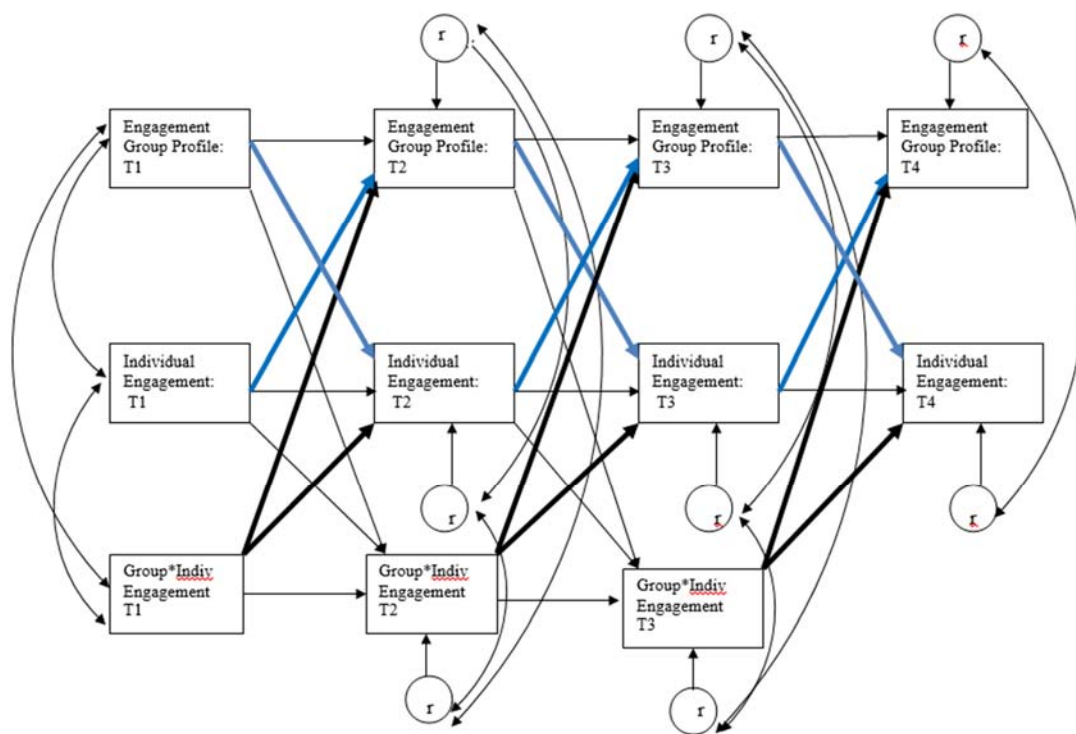 r
r
r
Engagement
Group Profile:
T1
Engagement
Group Profile:
T2
Engagement
Group Profile:
T3
Engagement
Group Profile:
T4
Individual
Engagement:
T1
Individual
Engagement:
T2
Individual
Engagement:
T3
Individual
Engagement:
T4
r
r
r
Group*Indiv
Engagement
T1
Group*Indiv
Engagement
T2
Group*Indiv
Engagement
T3
r
r